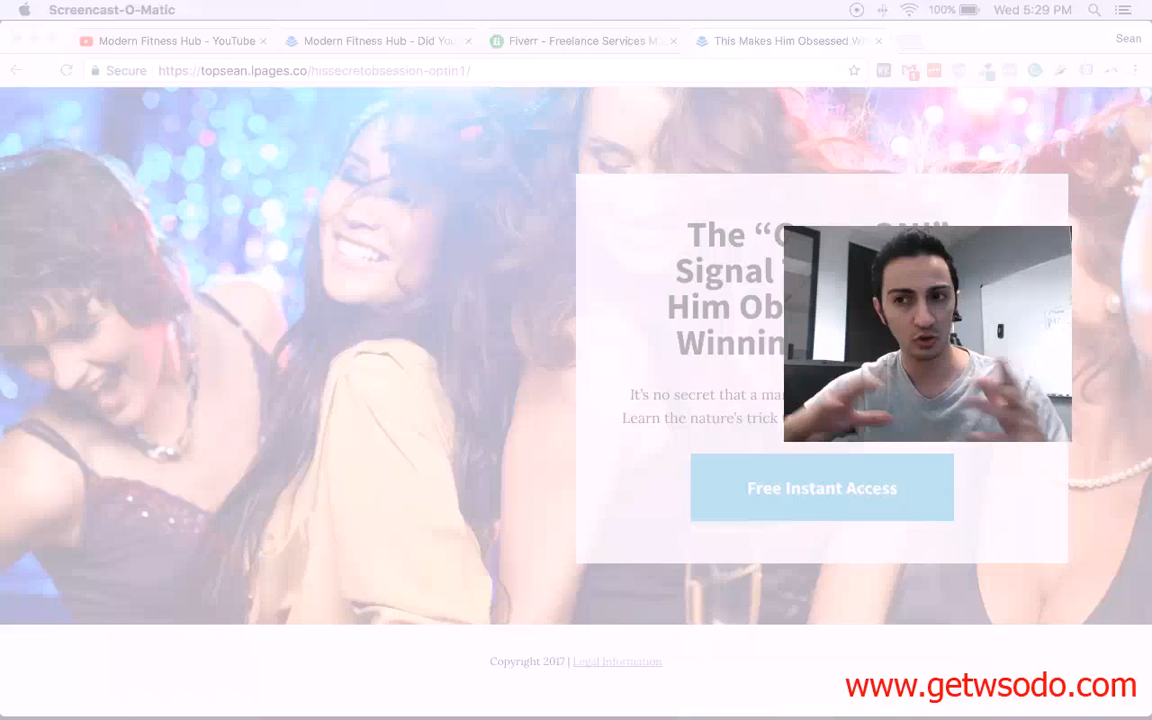 Screencast-O-Matic
100%
Wed 5:29 PM
Modern Fitness Hub - YouTube
Modern Fitness Hub - Did You
Fiverr - Freelance Services M
This Makes Him Obsessed W
Sean
Secure
https://topsean.lpages.co/hissecretobsession-optin1/
The
Signal
Him Ob
Winnin
It's no secret that a ma
Learn the nature's trick
Free Instant Access
Copyright 2017 | Legal Information
www.getwsodo.com